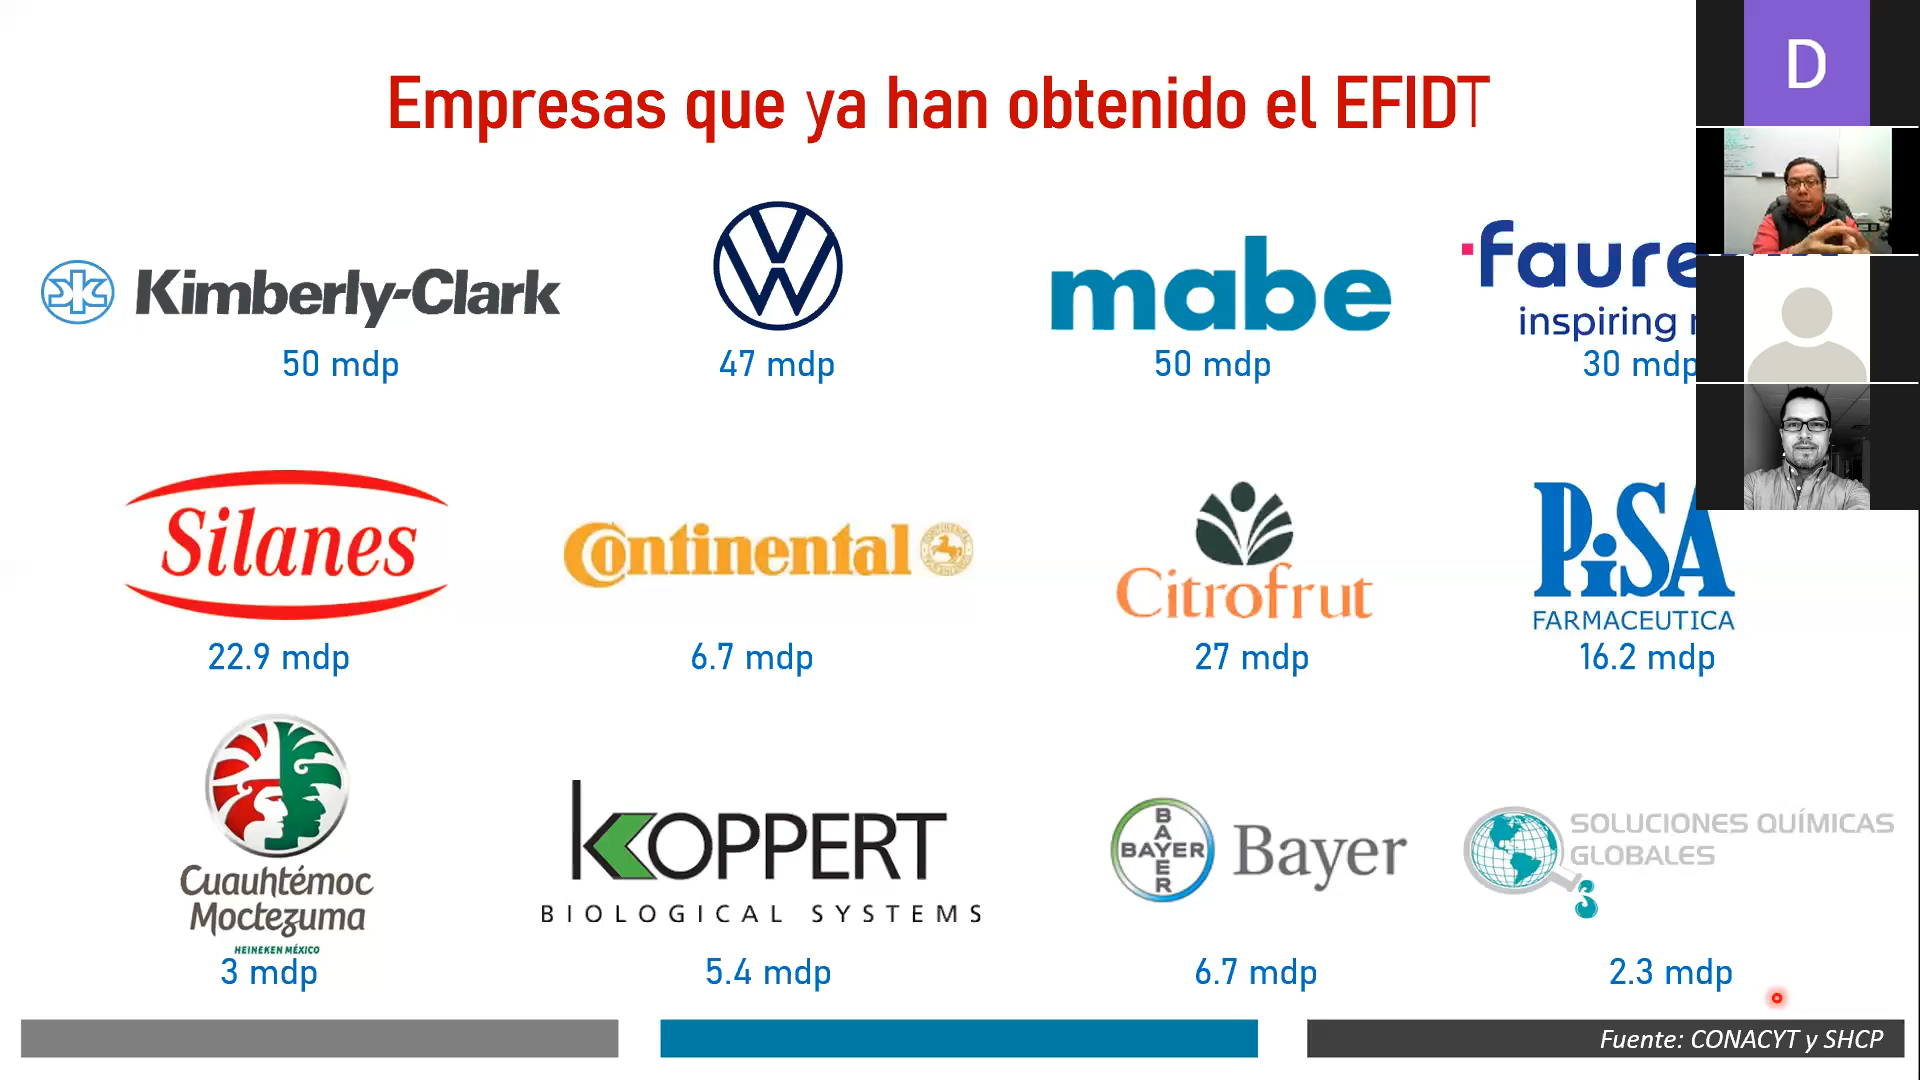 Empresas que ya han obtenido el EFIDT
D
Kimberly-Clark
50 mdp
VW
47 mdp
mabe
50 mdp
faure
inspiring
30 mdp
Silanes
22.9 mdp
Continental
6.7 mdp
Citrofrut
27 mdp
PiSA
FARMACEUTICA
16.2 mdp
Cuauhtémoc
Moctezuma
HEINEKEN MÉXICO
3 mdp
KOPPERT
BIOLOGICAL SYSTEMS
5.4 mdp
BAYER
BAYER
Bayer
6.7 mdp
SOLUCIONES QUÍMICAS
GLOBALES
2.3 mdp
Fuente: CONACYT y SHCP